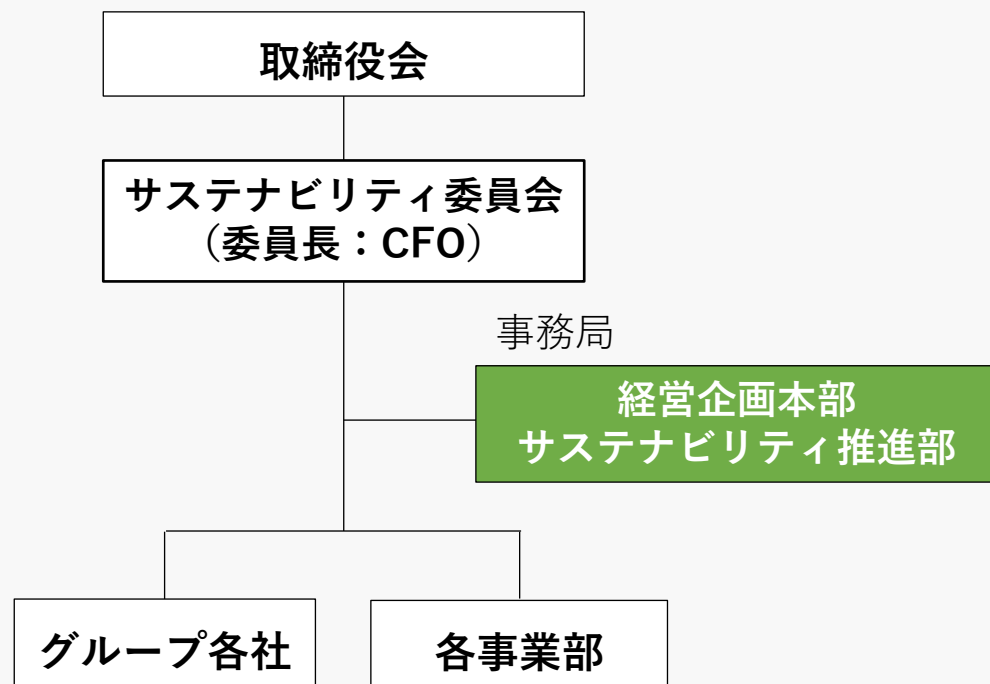 取締役会
サステナビリティ委員会
（委員長：CFO）
事務局
経営企画本部
サステナビリティ推進部
グループ各社
各事業部